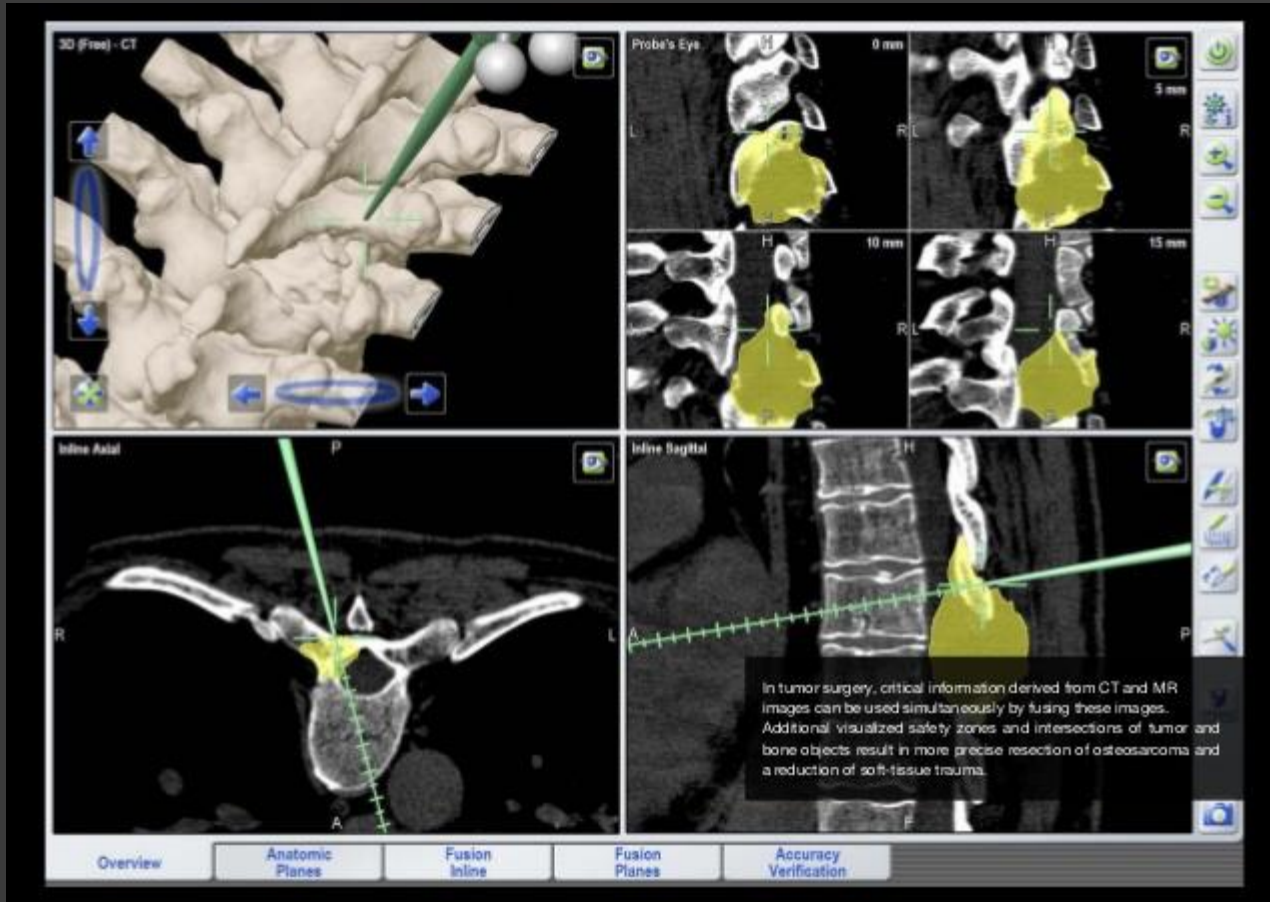 3D (Free) - CT
Probe's Eye
H
0 mm
H
5 mm
L
R
R
H
F
H
10 mm
H
15 mm
L
R
L
R
Inline Axial
P
R
L
A
Inline Sagittal
H
A
P
F
In tumor surgery, critical information derived from CT and MR
images can be used simultaneously by fusing these images.
Additional visualized safety zones and intersections of tumor and
bone objects result in more precise resection of osteosarcoma and
a reduction of soft-tissue trauma.
Overview
Anatomic
Planes
Fusion
Inline
Fusion
Planes
Accuracy
Verification